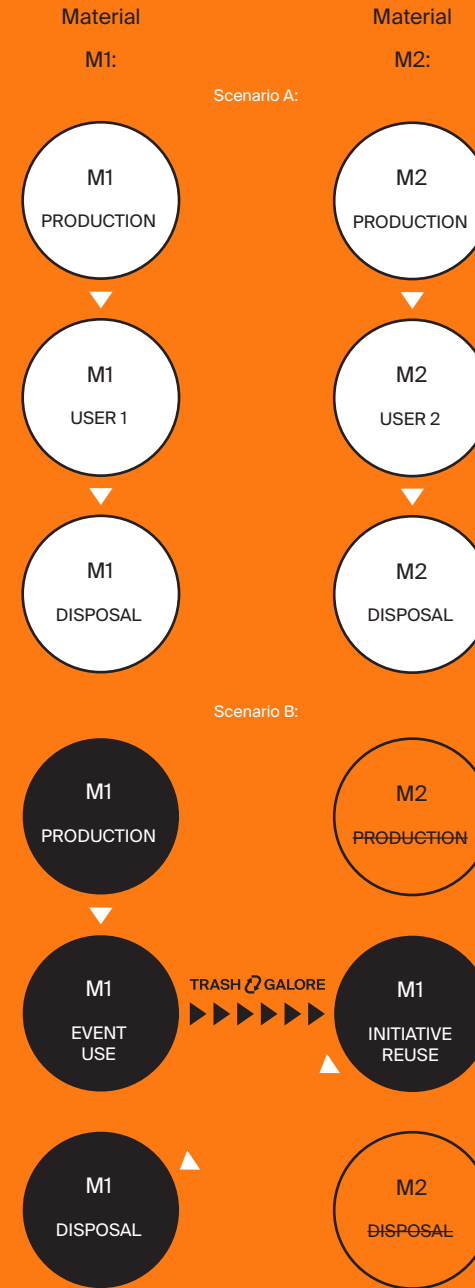 Material
Material
M1:
M2:
Scenario A:
M1
M2
PRODUCTION
PRODUCTION
M1
M2
USER 1
USER 2
M1
M2
DISPOSAL
DISPOSAL
Scenario B:
M1
M2
PRODUCTION
PRODUCTION
TRASH GALORE
M1
M1
EVENT
USE
INITIATIVE
REUSE
M1
M2
DISPOSAL
DISPOSAL